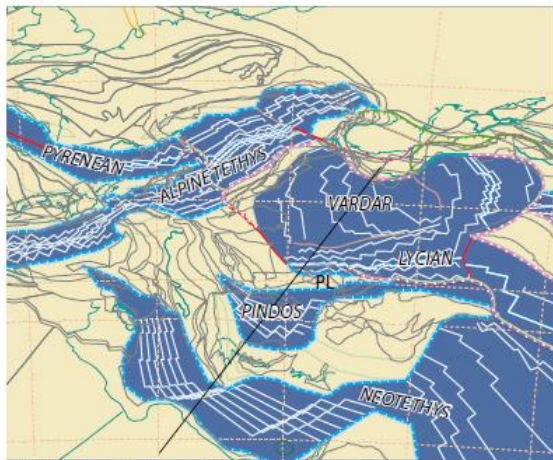 PYRENEAN
ALPINE TETHYS
VARDAR
LYCIAN
PL
PINDOS
NEOTETHYS